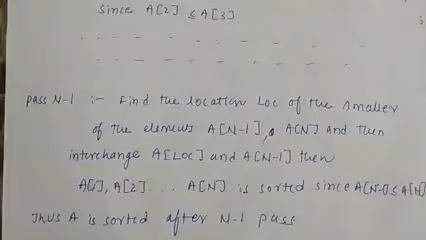 since A[2] ≤ A[3]
pass N-1 :- Find the location Loc of the smaller
of the elements A[N-1], A[N] and Then
interchange A[LOC] and A[N-1] then
A[1], A[2] ... A[N] is sorted since A[N-1] ≤ A[N]
Thus A is sorted after N-1 pass